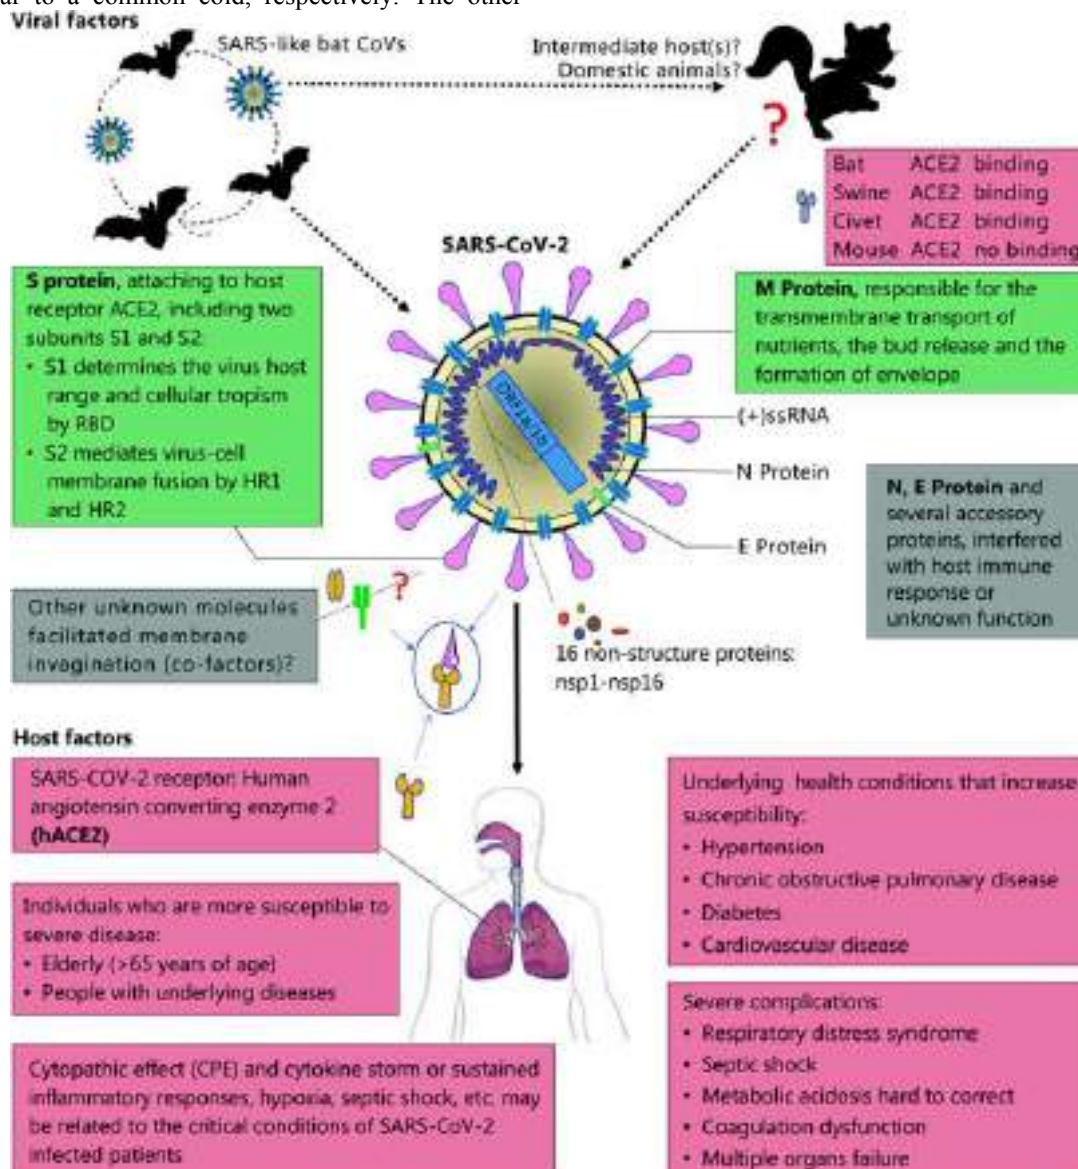 to a common cold, respectively. The other
Viral factors
SARS-like bat CoVs
Intermediate host(s)?
Domestic animals?
?
Bat ACE2 binding
Swine ACE2 binding
Civet ACE2 binding
Mouse ACE2 no binding
SARS-CoV-2
S protein, attaching to host
receptor ACE2, including two
subunits S1 and S2:
• S1 determines the virus host
range and cellular tropism
by RBD
• S2 mediates virus-cell
membrane fusion by HR1
and HR2
M Protein, responsible for the
transmembrane transport of
nutrients, the bud release and the
formation of envelope
(+)ssRNA
N Protein
E Protein
N, E Protein and
several accessory
proteins, interfered
with host immune
response or
unknown function
?
Other unknown molecules
facilitated membrane
invagination (co-factors)?
16 non-structure proteins:
nsp1-nsp16
Host factors
SARS-COV-2 receptor: Human
angiotensin converting enzyme 2
(hACE2)
Individuals who are more susceptible to
severe disease:
• Elderly (>65 years of age)
• People with underlying diseases
Cytopathic effect (CPE) and cytokine storm or sustained
inflammatory responses, hypoxia, septic shock, etc. may
be related to the critical conditions of SARS-CoV-2
infected patients
Underlying health conditions that increase
susceptibility:
• Hypertension
• Chronic obstructive pulmonary disease
• Diabetes
• Cardiovascular disease
Severe complications:
• Respiratory distress syndrome
• Septic shock
• Metabolic acidosis hard to correct
• Coagulation dysfunction
• Multiple organs failure